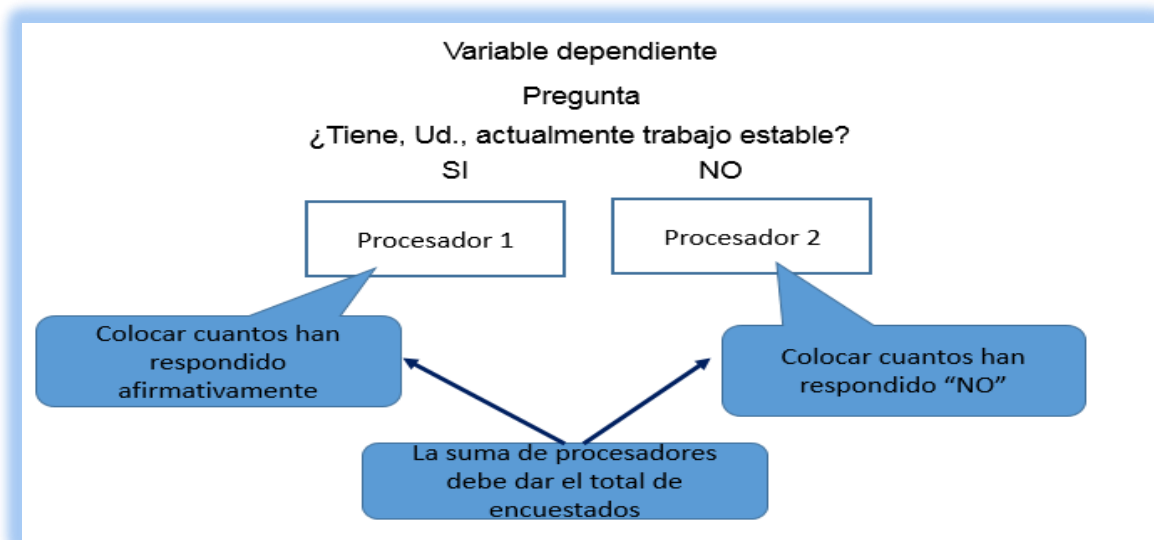 Variable dependiente
Pregunta
¿Tiene, Ud., actualmente trabajo estable?
SI NO
Procesador 1
Procesador 2
Colocar cuantos han
respondido
afirmativamente
Colocar cuantos han
respondido “NO”
La suma de procesadores
debe dar el total de
encuestados